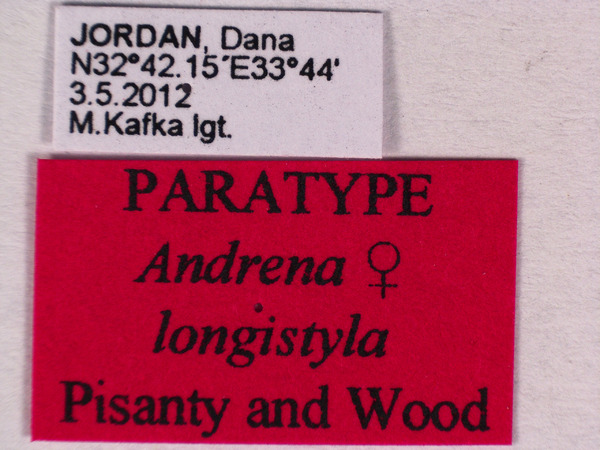 JORDAN, Dana
N32°42.15´E33°44'
3.5.2012
M.Kafka lgt.
PARATYPE
Andrena ♀
longistyla
Pisanty and Wood